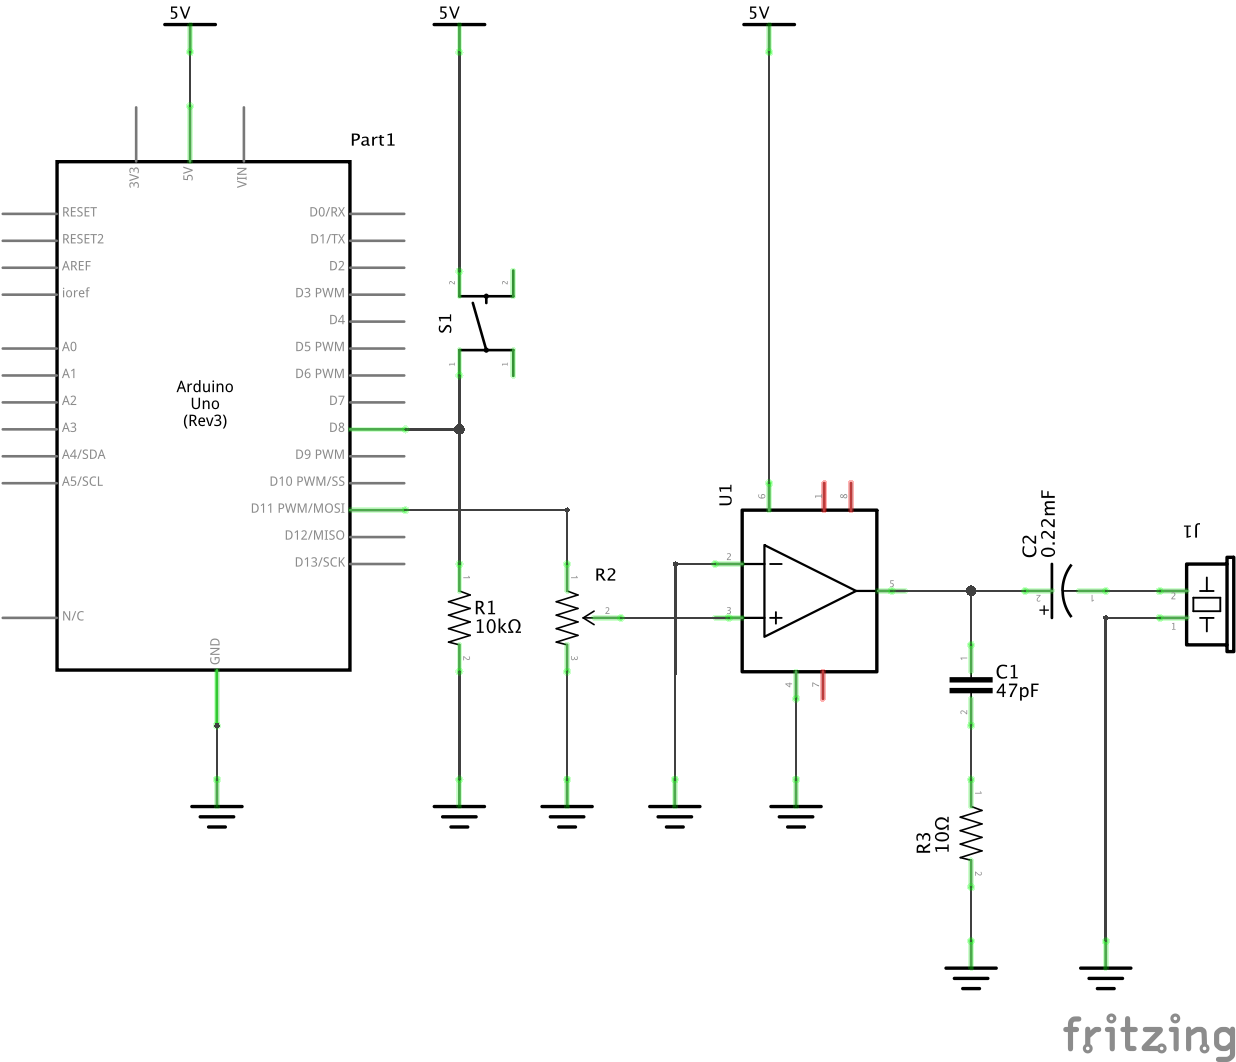 5V
5V
5V
Part1
3V3
5V
VIN
RESET
RESET2
AREF
ioref
A0
A1
A2
A3
A4/SDA
A5/SCL
N/C
Arduino
Uno
(Rev3)
D0/RX
D1/TX
D2
D3 PWM
D4
D5 PWM
D6 PWM
D7
D8
D9 PWM
D10 PWM/SS
D11 PWM/MOSI
D12/MISO
D13/SCK
GND
S1
2
2
1
1
R1
10kΩ
1
2
R2
1
2
3
U1
6
1
8
2
3
5
4
7
C1
47pF
1
2
R3
10Ω
1
2
C2
0.22mF
2
+
1
J1
2
1
fritzing